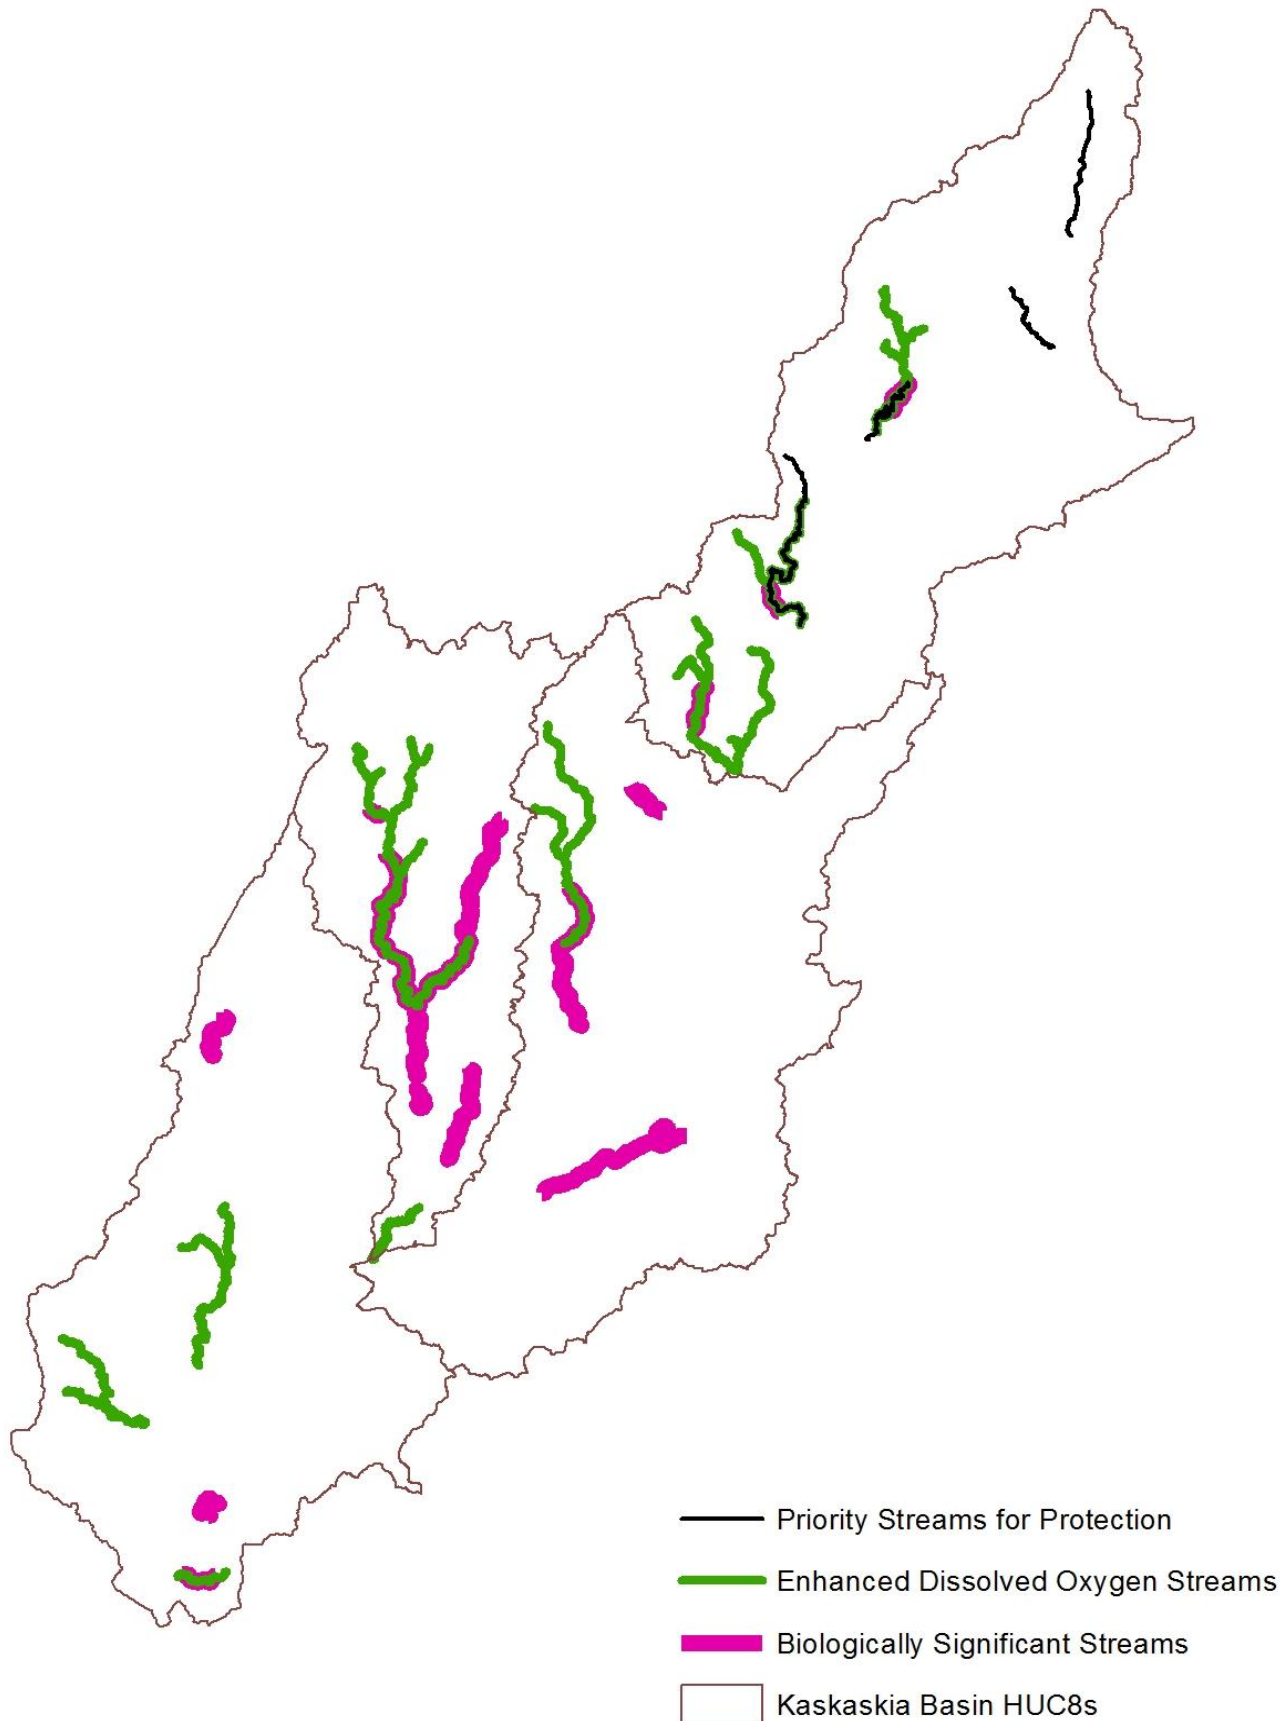 Priority Streams for Protection
Enhanced Dissolved Oxygen Streams
Biologically Significant Streams
Kaskaskia Basin HUC8s